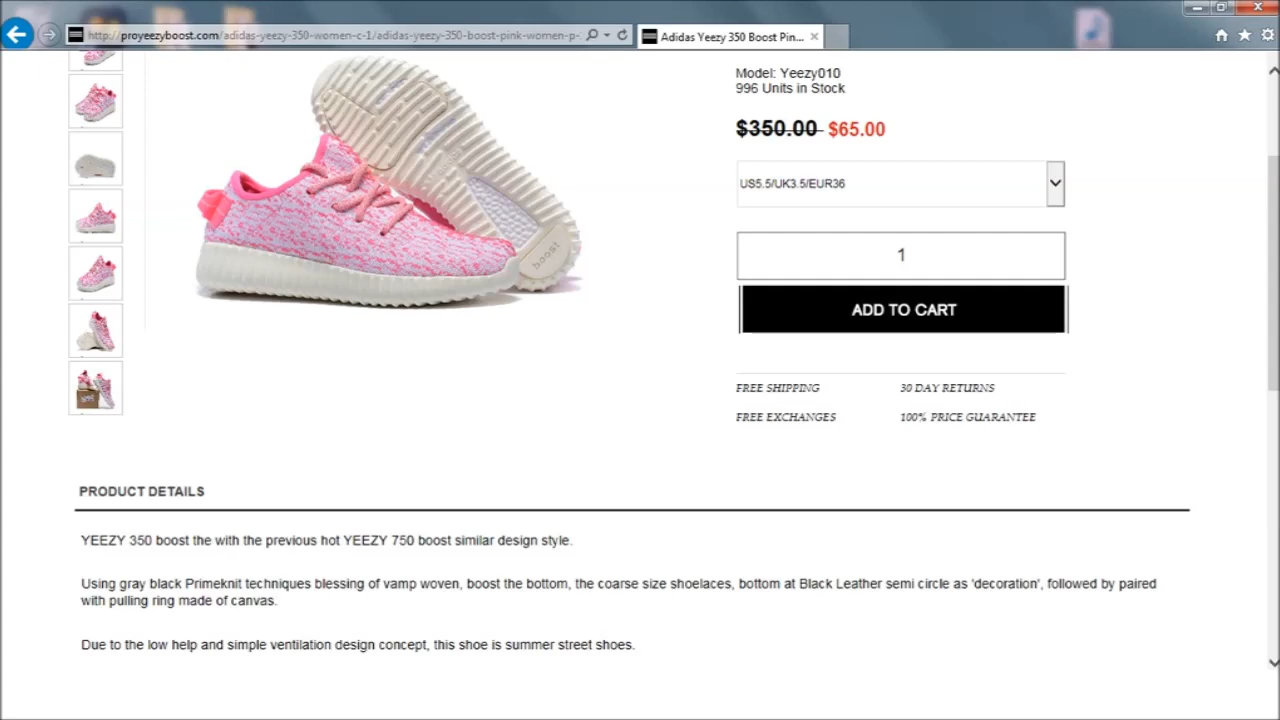 http://proyeezyboost.com/adidas-yeezy-350-women-c-1/adidas-yeezy-350-boost-pink-women-p-
Adidas Yeezy 350 Boost Pin...
Model: Yeezy010
996 Units in Stock
$350.00 $65.00
US5.5/UK3.5/EUR36
1
ADD TO CART
FREE SHIPPING 30 DAY RETURNS
FREE EXCHANGES 100% PRICE GUARANTEE
boost
PRODUCT DETAILS
YEEZY 350 boost the with the previous hot YEEZY 750 boost similar design style.
Using gray black Primeknit techniques blessing of vamp woven, boost the bottom, the coarse size shoelaces, bottom at Black Leather semi circle as 'decoration', followed by paired
with pulling ring made of canvas.
Due to the low help and simple ventilation design concept, this shoe is summer street shoes.